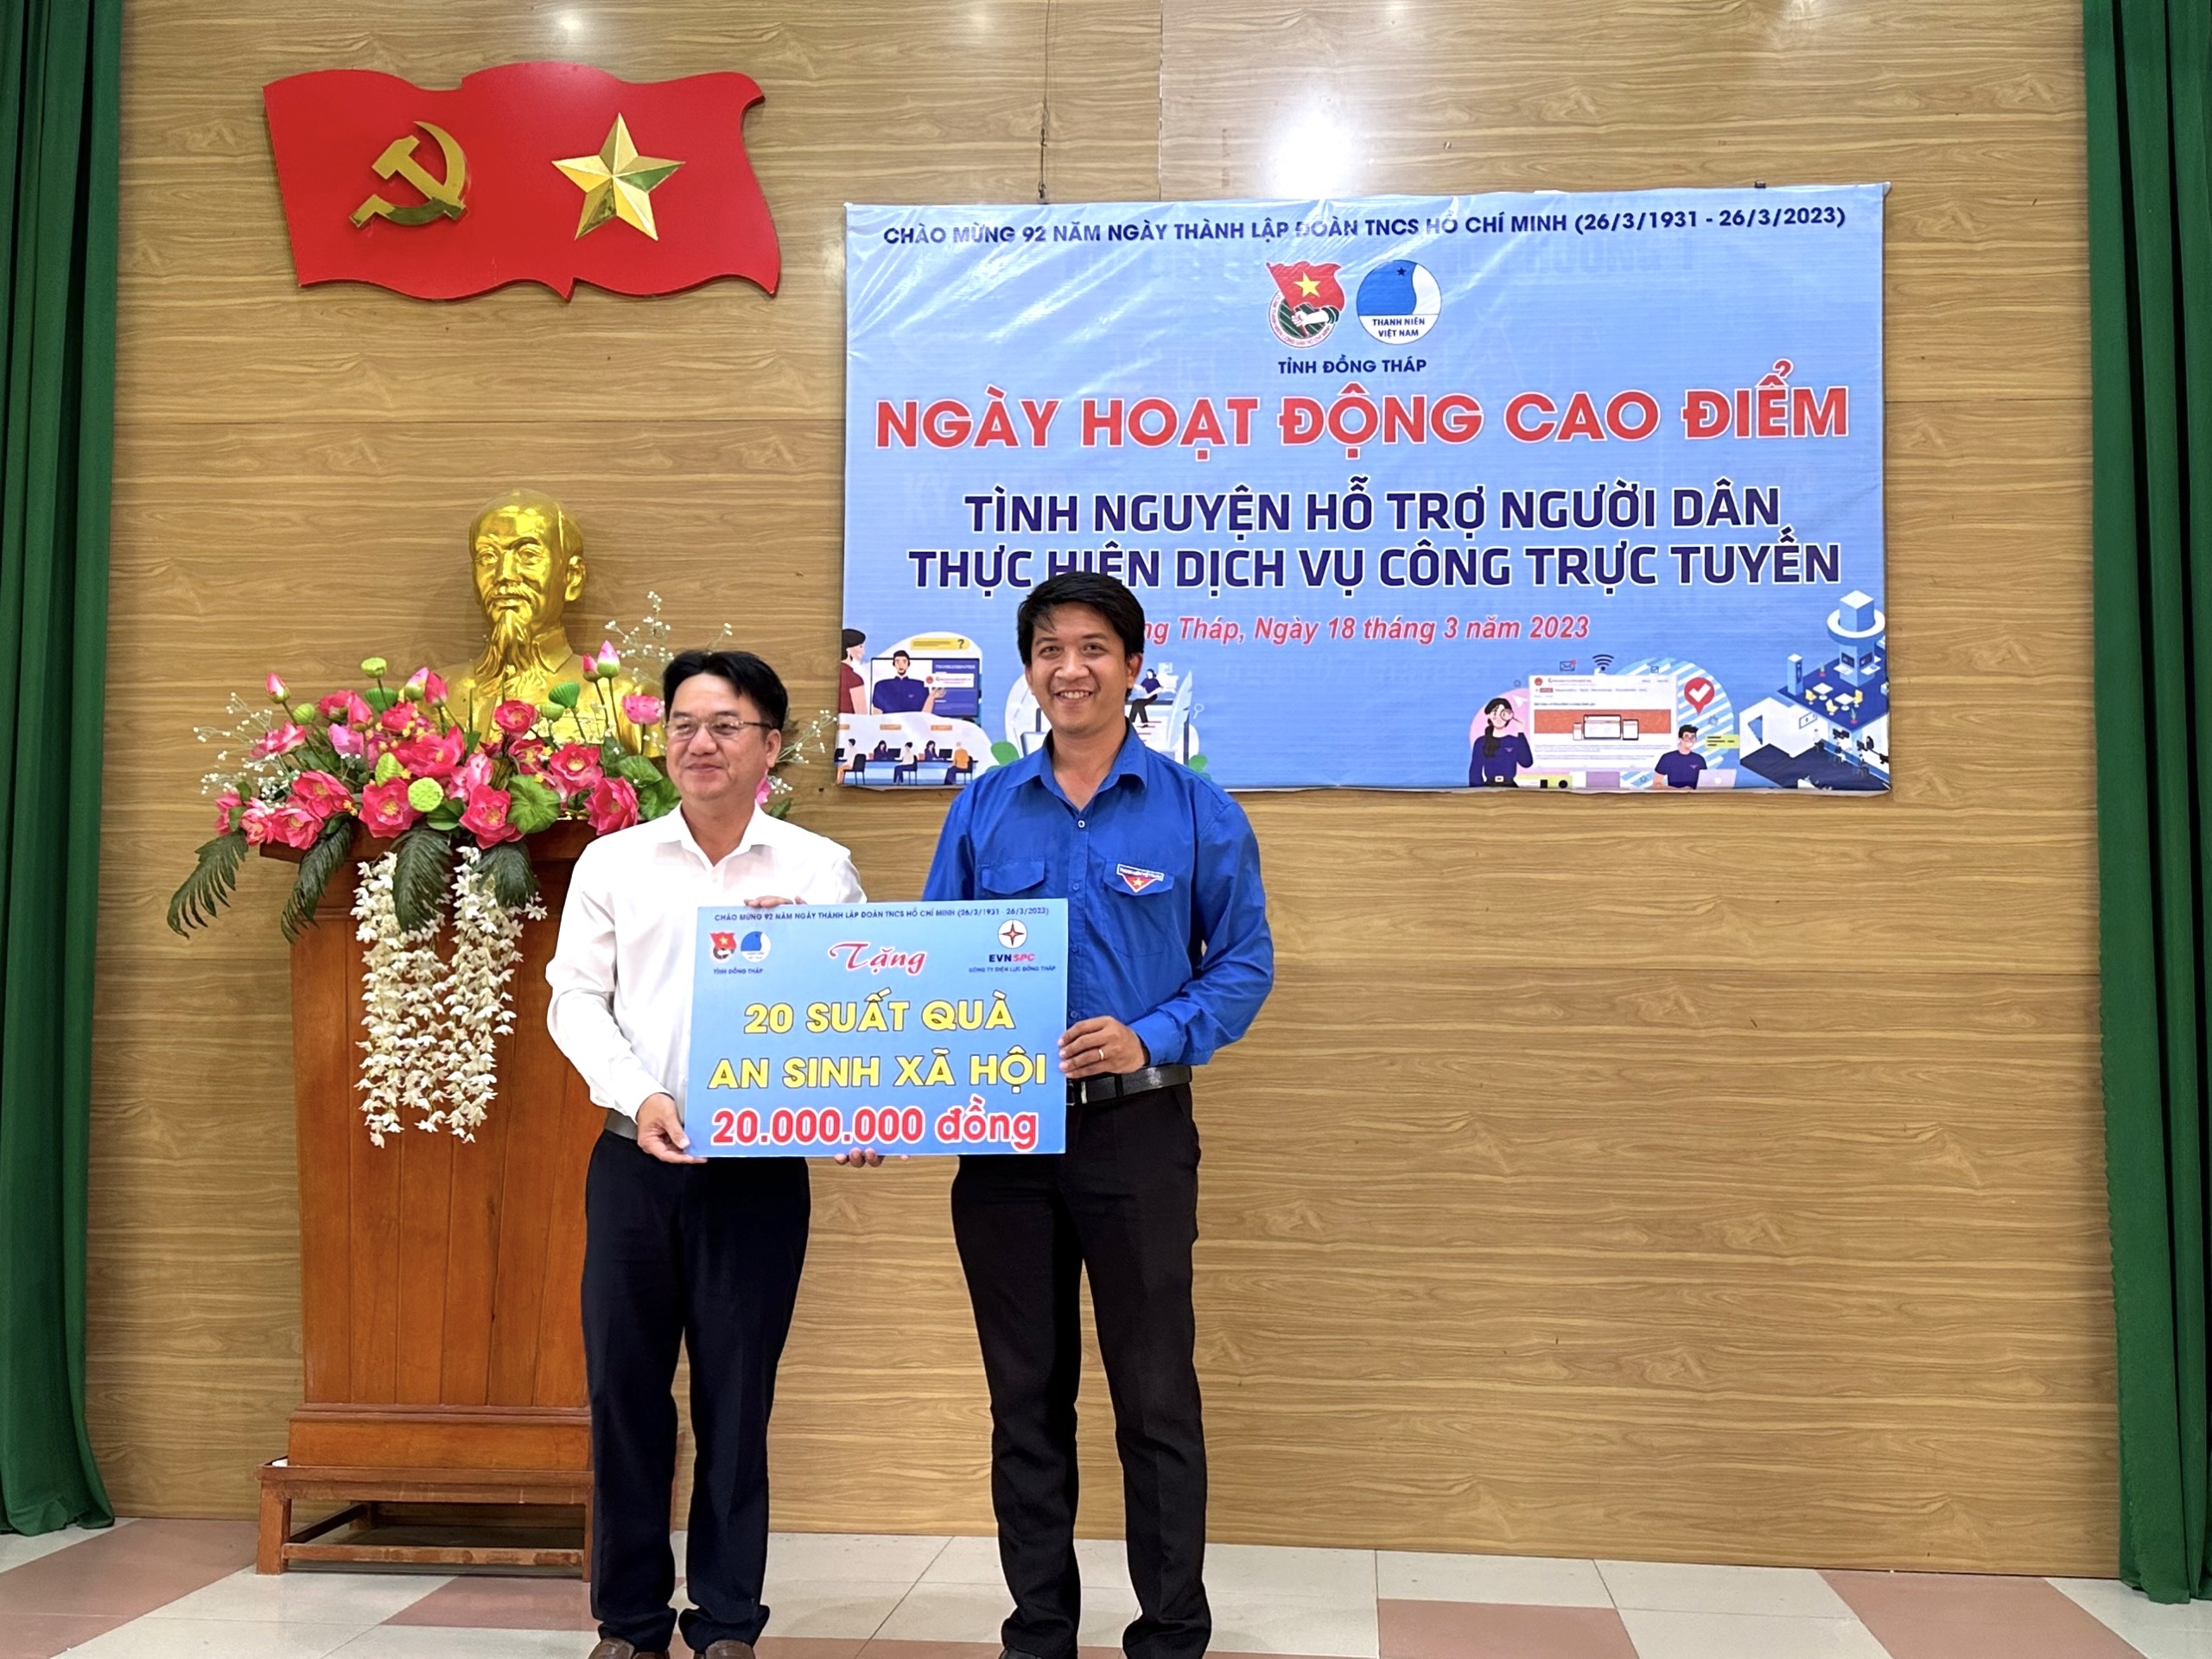 CHÀO MỪNG 92 NĂM NGÀY THÀNH LẬP ĐOÀN TNCS HỒ CHÍ MINH (26/3/1931 - 26/3/2023)
THANH NIÊN
VIỆT NAM
TỈNH ĐỒNG THÁP
NGÀY HOẠT ĐỘNG CAO ĐIỂM
TÌNH NGUYỆN HỖ TRỢ NGƯỜI DÂN
THỰC HIỆN DỊCH VỤ CÔNG TRỰC TUYẾN
Tháp, Ngày 18 tháng 3 năm 2023
CHÀO MỪNG 92 NĂM NGÀY THÀNH LẬP ĐOÀN TNCS HỒ CHÍ MINH (26/3/1931 - 26/3/2023)
TỈNH ĐỒNG THÁP
Tặng
EVNSPC
CÔNG TY ĐIỆN LỰC ĐỒNG THÁP
20 SUẤT QUÀ
AN SINH XÃ HỘI
20.000.000 đồng